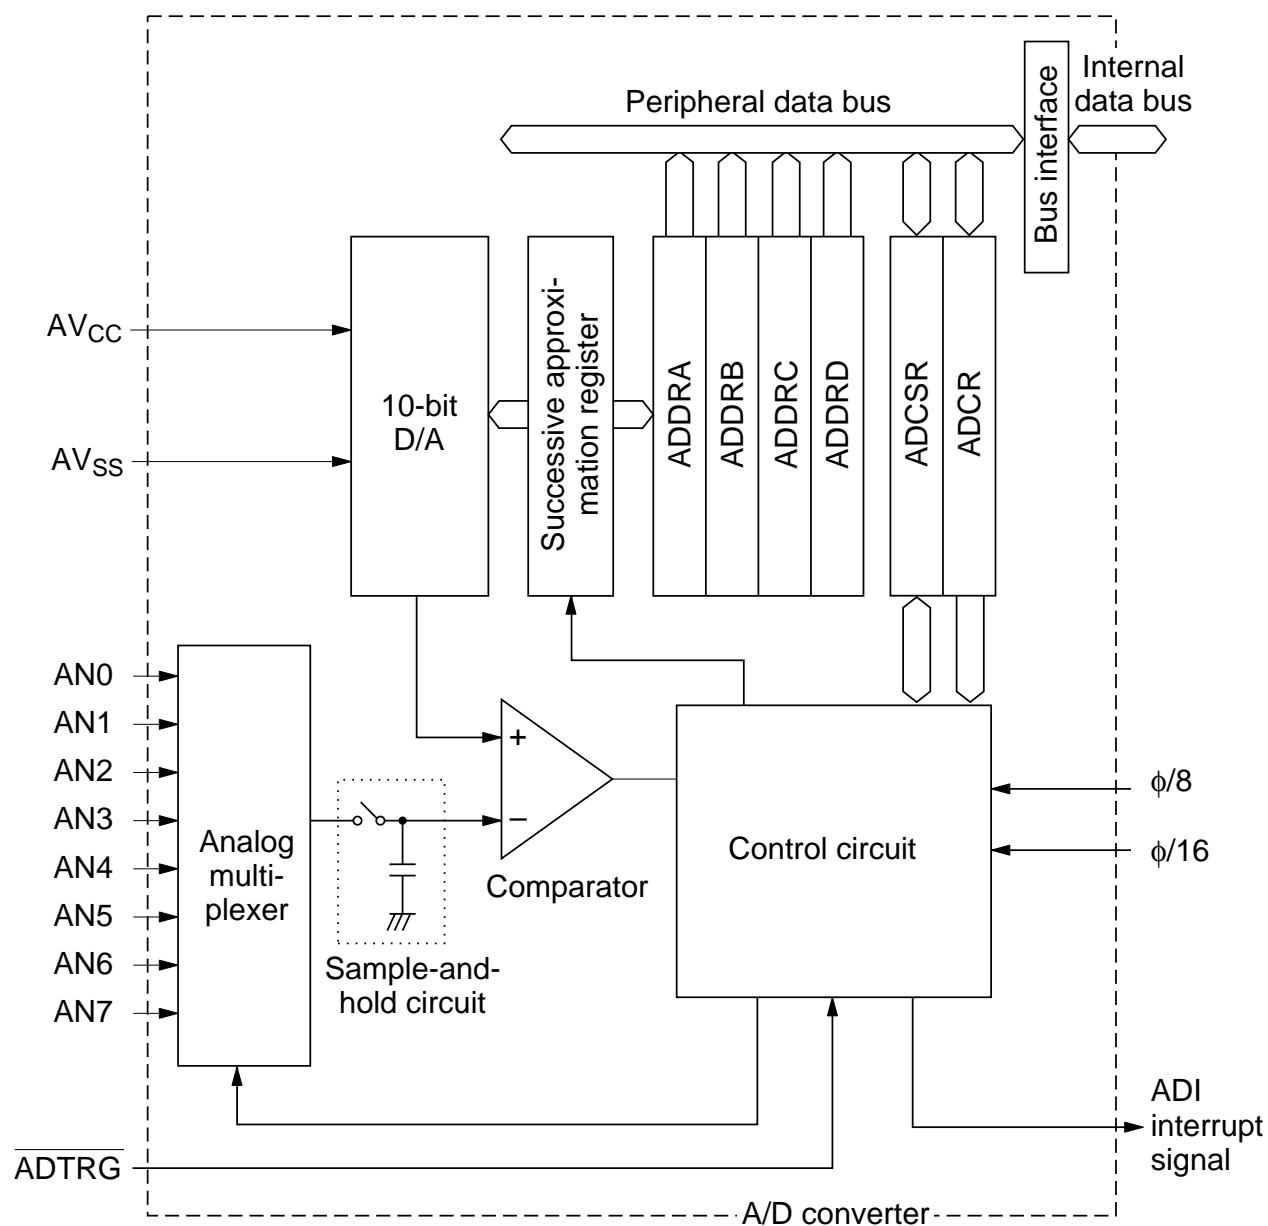 Peripheral data bus
Internal
data bus
Bus interface
AVCC
AVSS
10-bit
D/A
Successive approxi-
mation register
ADDRA
ADDRB
ADDRC
ADDRD
ADCSR
ADCR
AN0
AN1
AN2
AN3
AN4
AN5
AN6
AN7
Analog
multi-
plexer
+
−
Comparator
Sample-and-
hold circuit
Control circuit
ϕ/8
ϕ/16
ADI
interrupt
signal
ADTRG
A/D converter